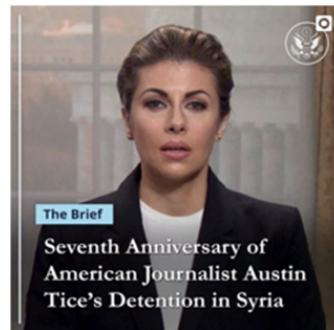 The Brief
Seventh Anniversary of
American Journalist Austin
Tice's Detention in Syria